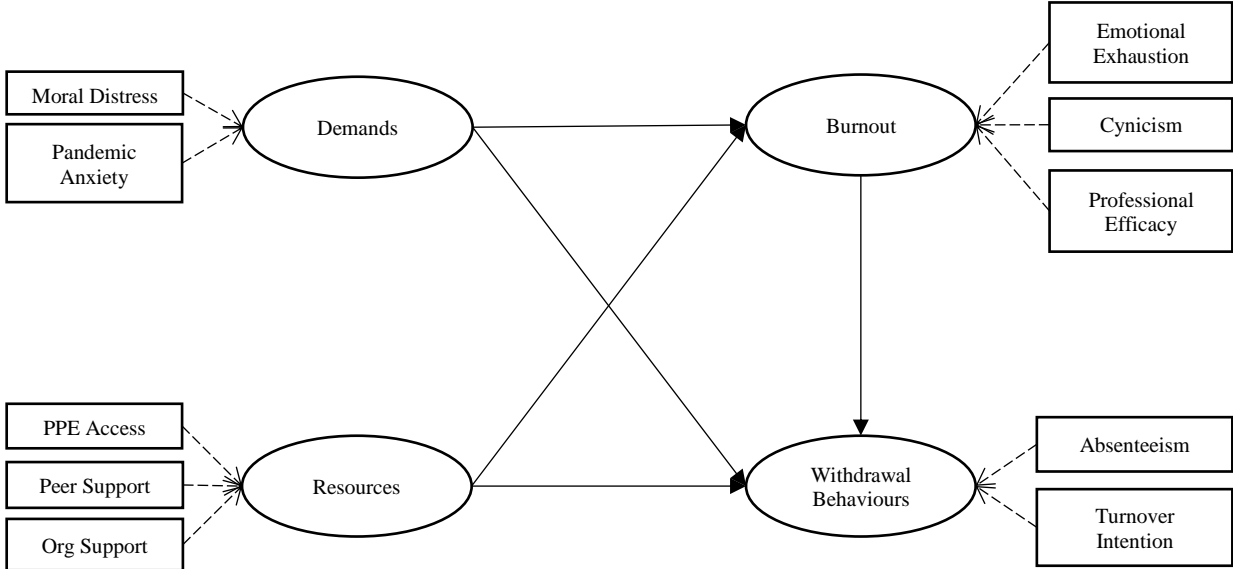 Moral Distress
Pandemic
Anxiety
Demands
Burnout
Emotional
Exhaustion
Cynicism
Professional
Efficacy
PPE Access
Peer Support
Org Support
Resources
Withdrawal
Behaviours
Absenteeism
Turnover
Intention